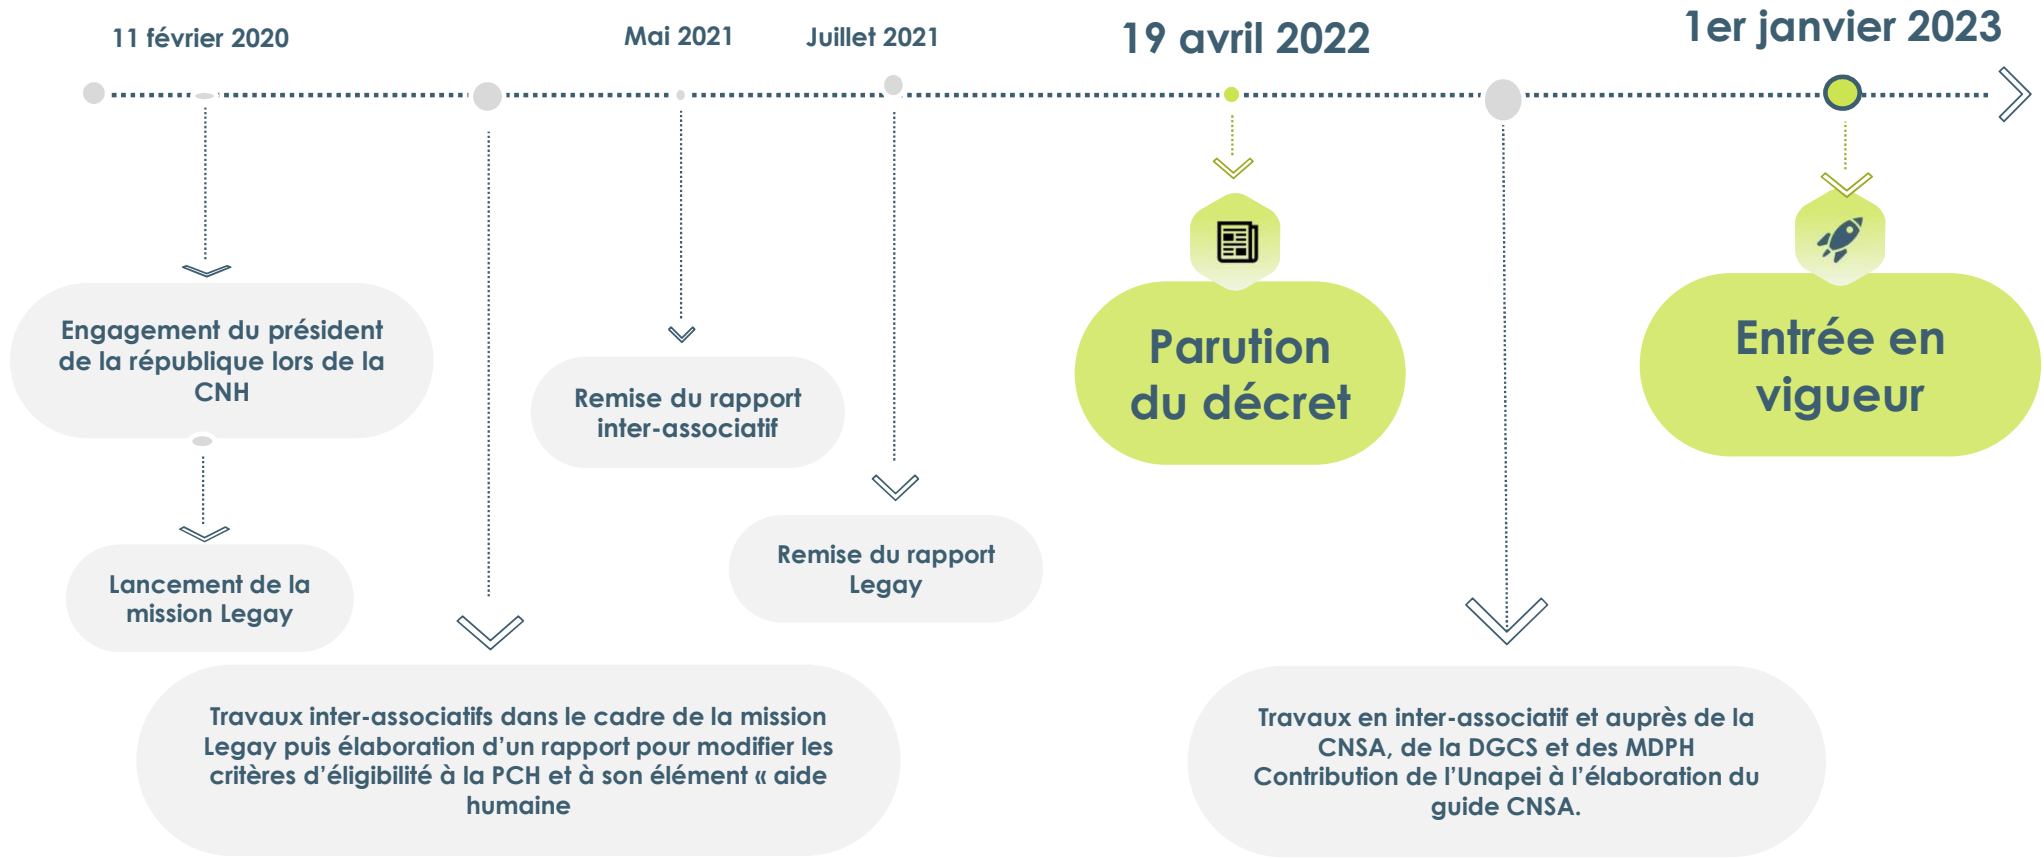 11 février 2020
Mai 2021
Juillet 2021
19 avril 2022
1er janvier 2023
Engagement du président
de la république lors de la
CNH
Lancement de la
mission Legay
Travaux inter-associatifs dans le cadre de la mission
Legay puis élaboration d’un rapport pour modifier les
critères d’éligibilité à la PCH et à son élément « aide
humaine
Remise du rapport
inter-associatif
Remise du rapport
Legay
Parution
du décret
Travaux en inter-associatif et auprès de la
CNSA, de la DGCS et des MDPH
Contribution de l’Unapei à l’élaboration du
guide CNSA.
Entrée en
vigueur